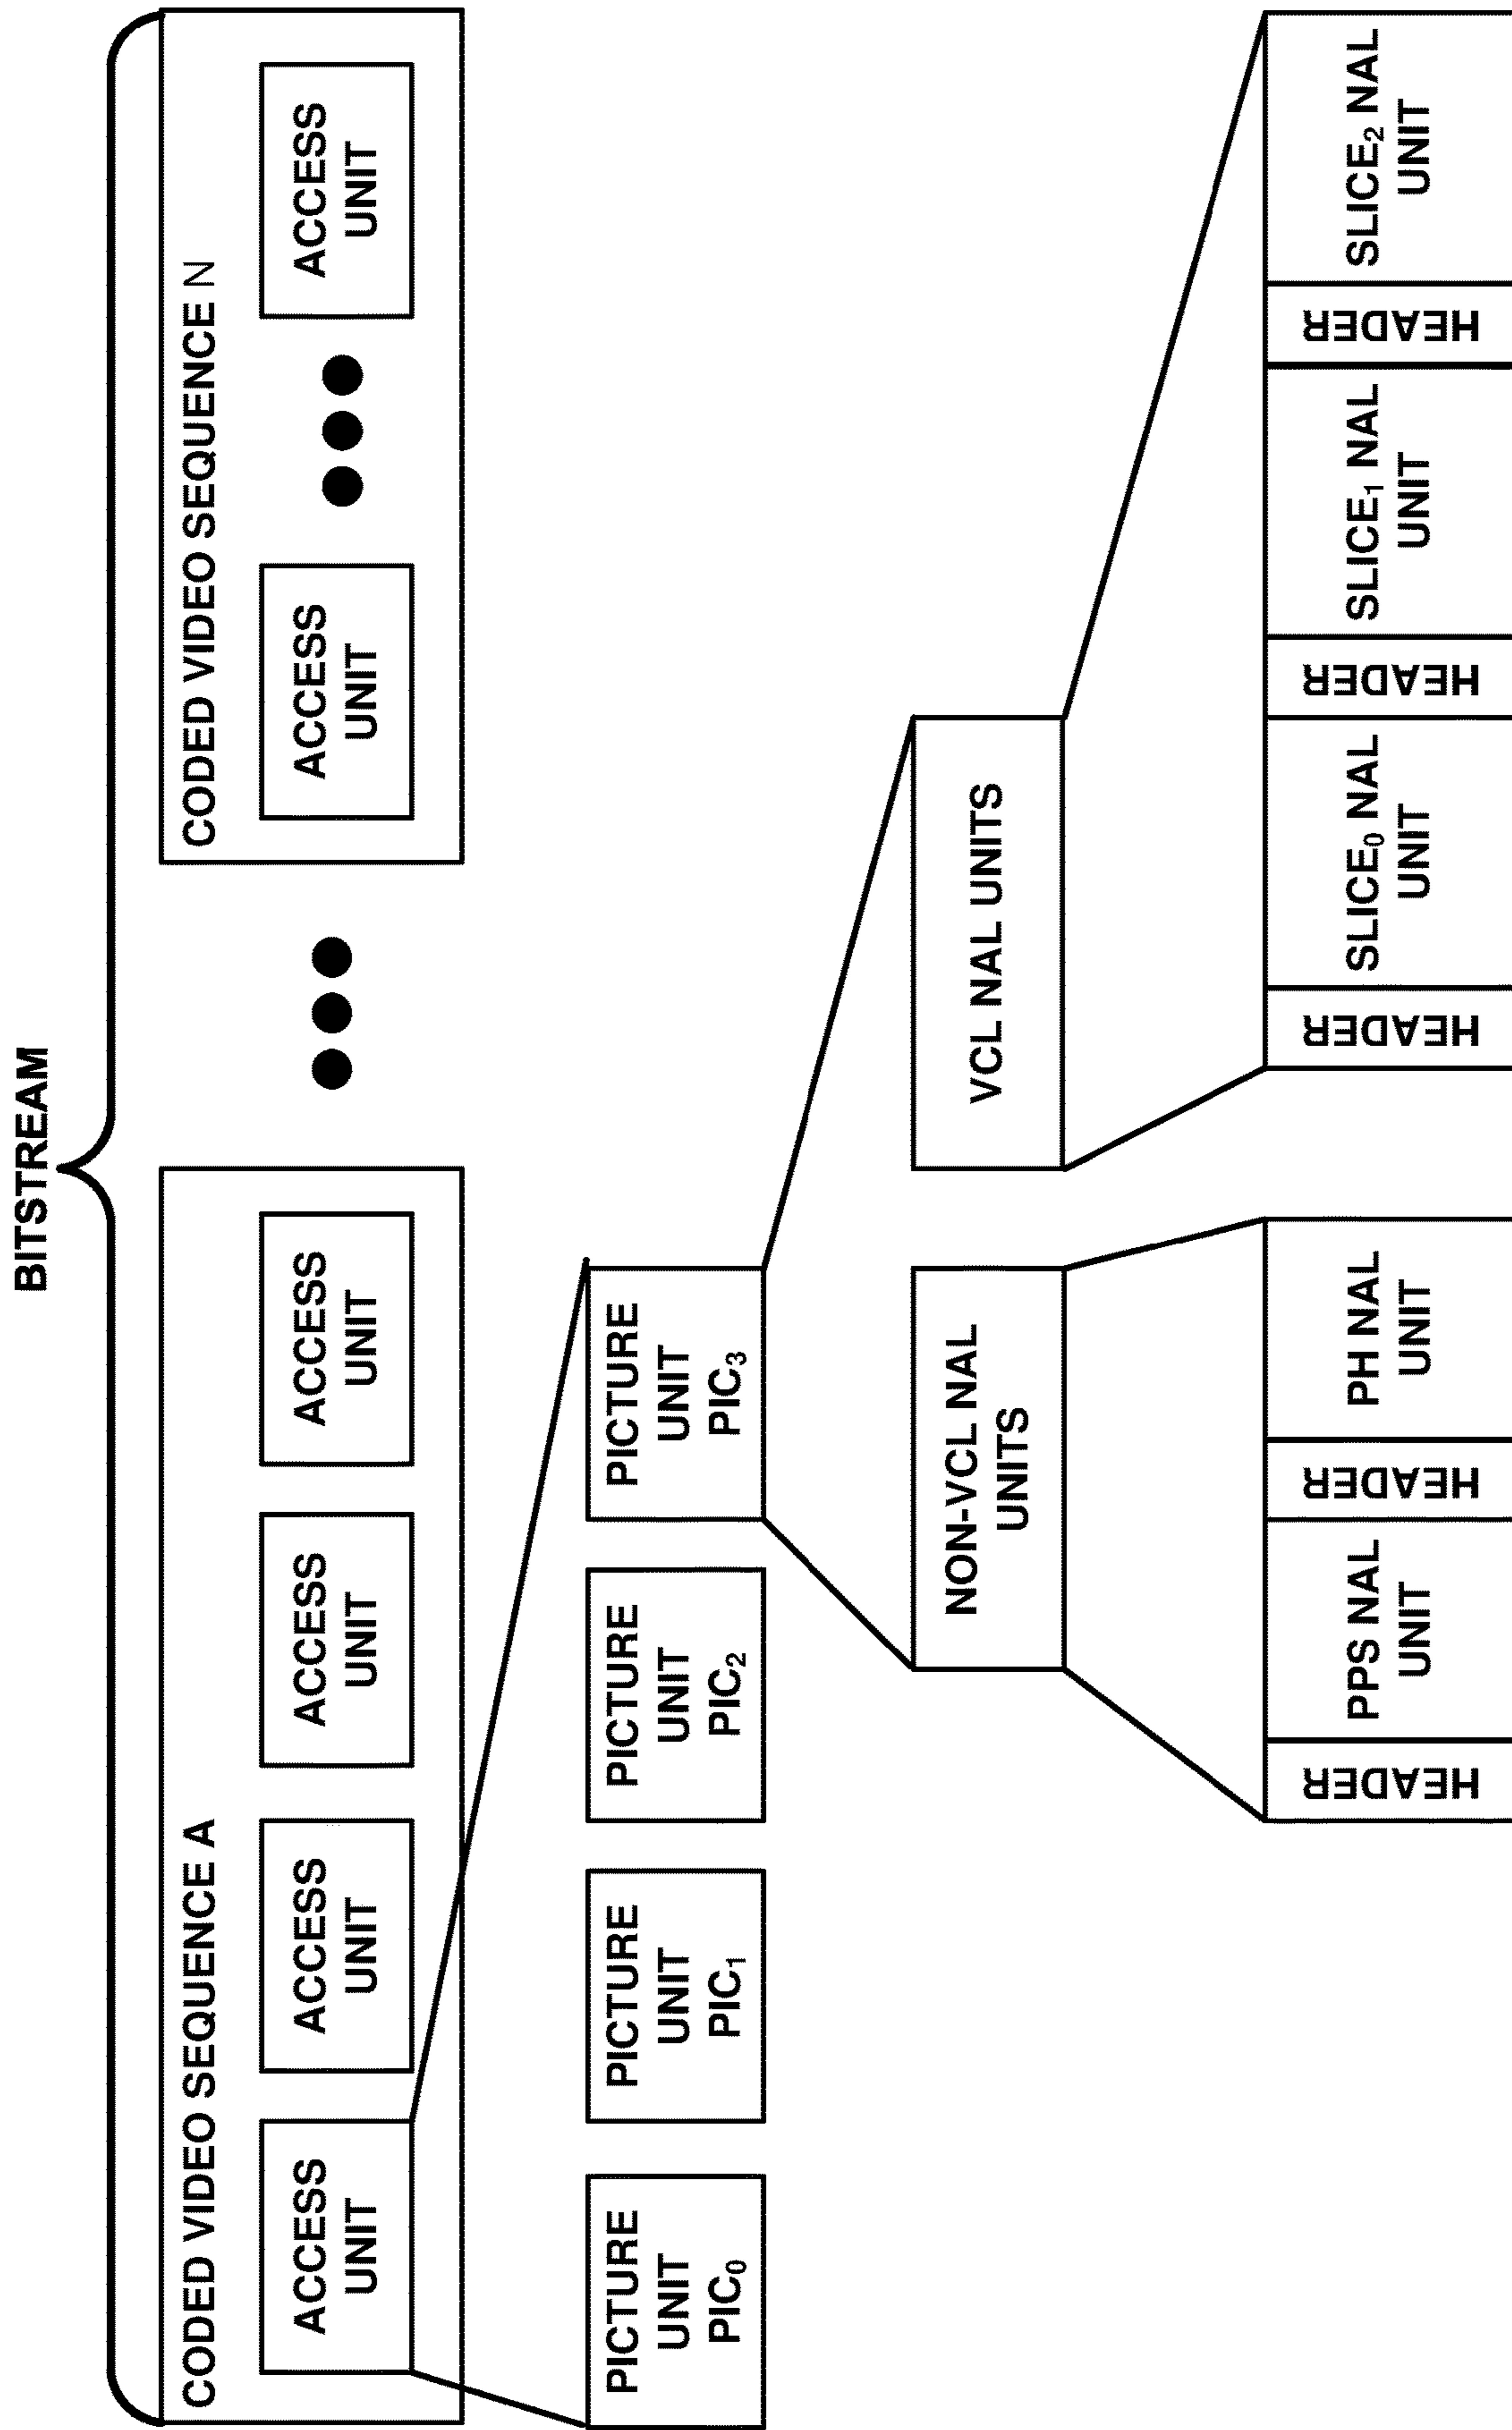 BITSTREAM
CODED VIDEO SEQUENCE A
ACCESS
UNIT
ACCESS
UNIT
ACCESS
UNIT
ACCESS
UNIT
CODED VIDEO SEQUENCE N
ACCESS
UNIT
ACCESS
UNIT
PICTURE
UNIT
PIC₀
PICTURE
UNIT
PIC₁
PICTURE
UNIT
PIC₂
PICTURE
UNIT
PIC₃
NON-VCL NAL
UNITS
VCL NAL UNITS
HEADER
PPS NAL
UNIT
HEADER
PH NAL
UNIT
HEADER
SLICE₀ NAL
UNIT
HEADER
SLICE₁ NAL
UNIT
HEADER
SLICE₂ NAL
UNIT